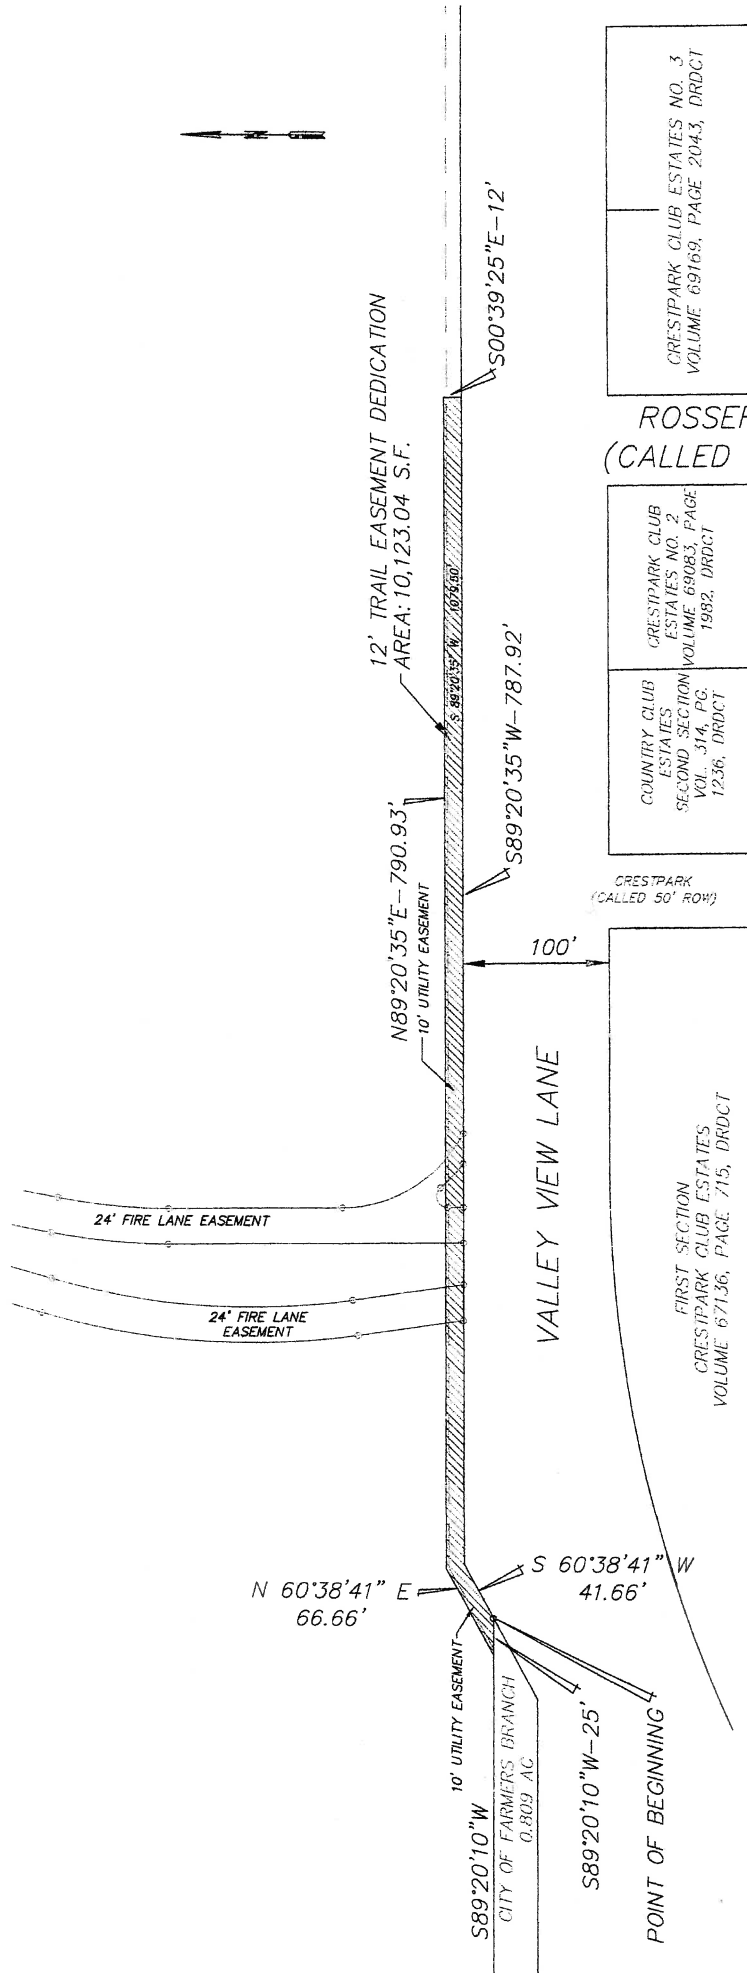 N
CRESTPARK CLUB ESTATES NO. 3
VOLUME 69169, PAGE 2043, DRDCT
S00°39'25"E-12'
12' TRAIL EASEMENT DEDICATION
AREA: 10,123.04 S.F.
ROSSER
(CALLED
S 89°20'35" W 1079.50'
CRESTPARK CLUB
ESTATES NO. 2
VOLUME 69083, PAGE
1982, DRDCT
COUNTRY CLUB
ESTATES
SECOND SECTION
VOL. 314, PG.
1236, DRDCT
S89°20'35"W-787.92'
N89°20'35"E-790.93'
10' UTILITY EASEMENT
CRESTPARK
(CALLED 50' ROW)
100'
VALLEY VIEW LANE
24' FIRE LANE EASEMENT
24' FIRE LANE
EASEMENT
FIRST SECTION
CRESTPARK CLUB ESTATES
VOLUME 67136, PAGE 715, DRDCT
N 60°38'41" E
66.66'
S 60°38'41" W
41.66'
10' UTILITY EASEMENT
S89°20'10"W
CITY OF FARMERS BRANCH
0.809 AC
S89°20'10"W-25'
POINT OF BEGINNING